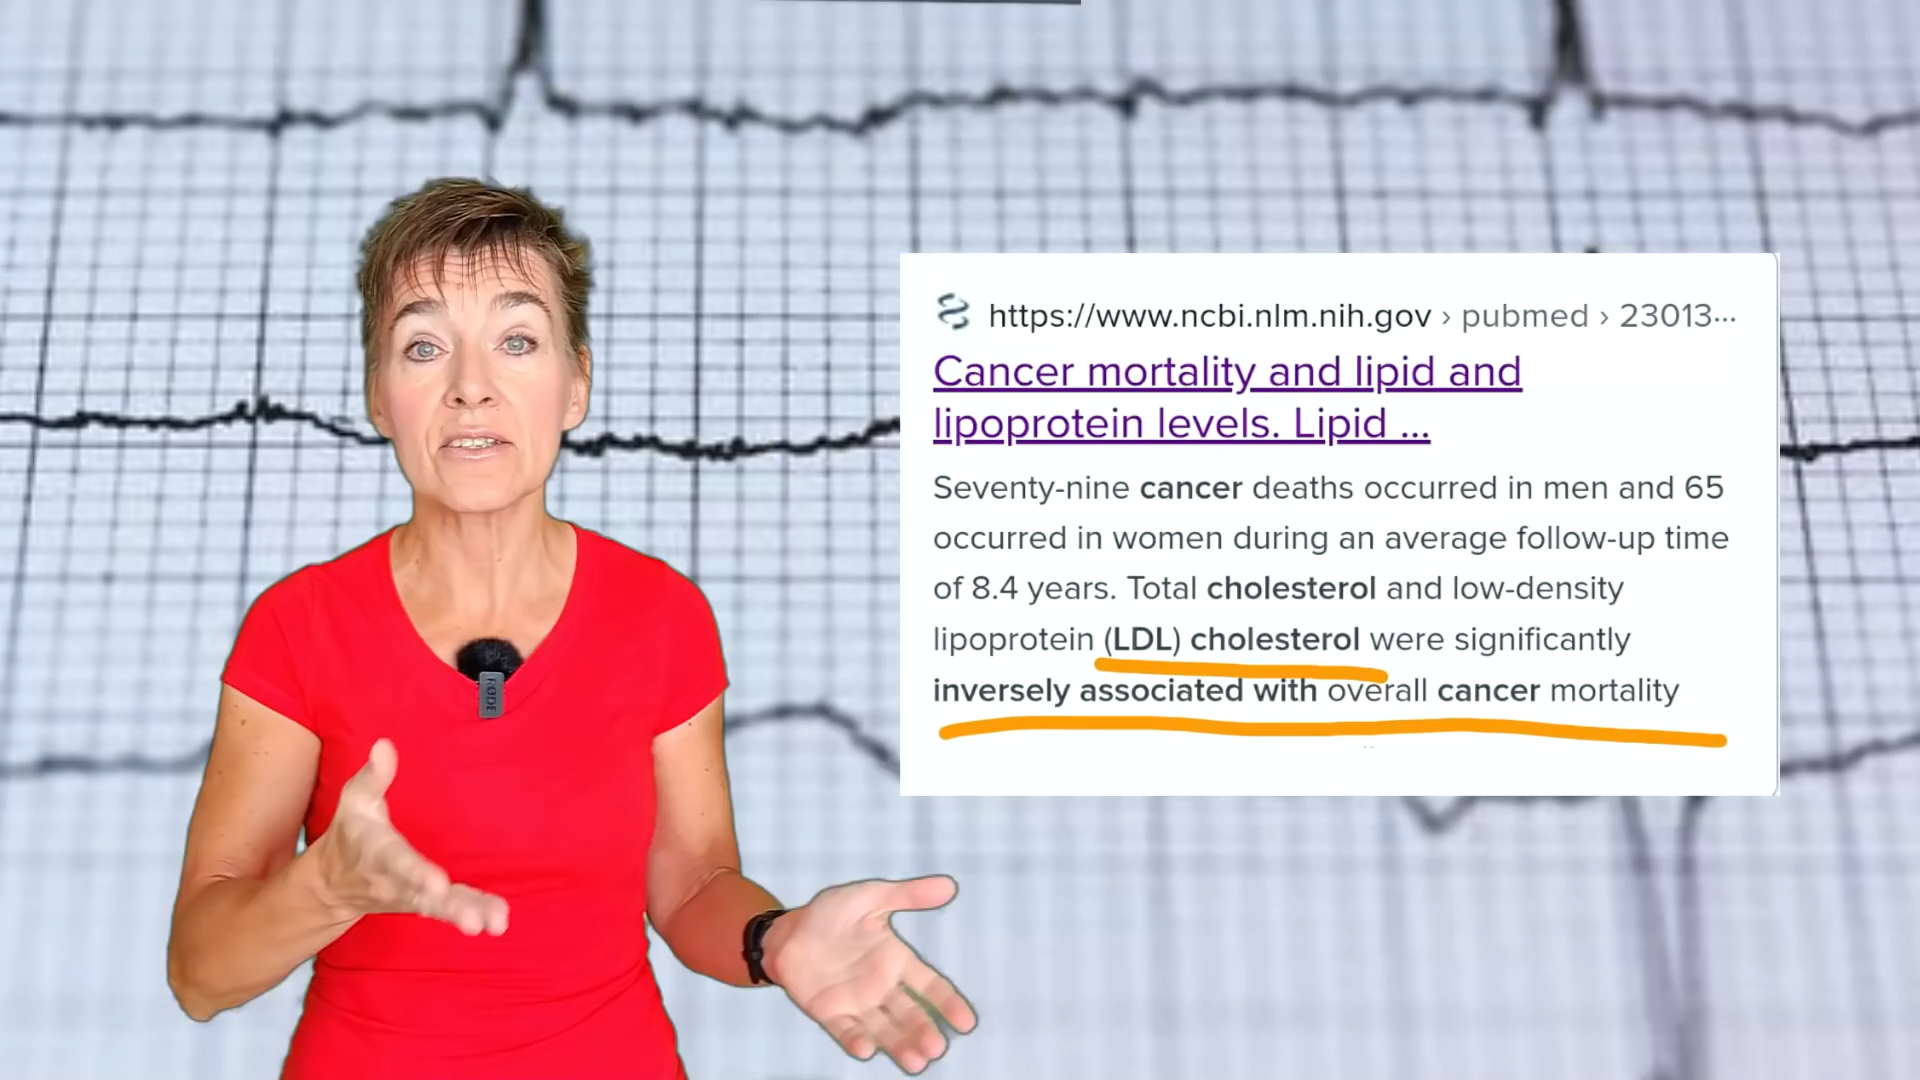 https://www.ncbi.nlm.nih.gov › pubmed › 23013...
Cancer mortality and lipid and
lipoprotein levels. Lipid ...
Seventy-nine cancer deaths occurred in men and 65
occurred in women during an average follow-up time
of 8.4 years. Total cholesterol and low-density
lipoprotein (LDL) cholesterol were significantly
inversely associated with overall cancer mortality
RØDE